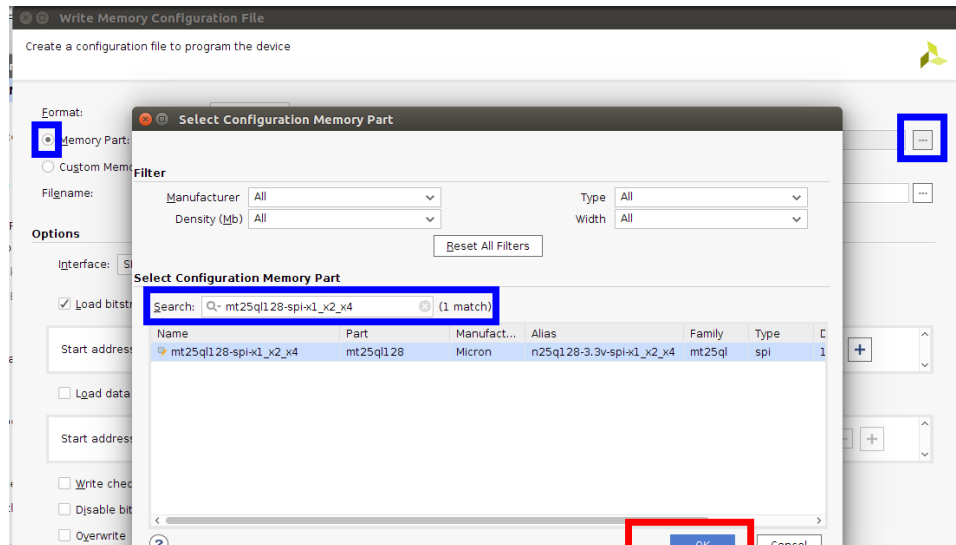 Write Memory Configuration File
Create a configuration file to program the device
Format:
Select Configuration Memory Part
Memory Part:
...
Custom Memo
Filter
Filename:
...
Manufacturer All
Type All
Density (Mb) All
Width All
Options
Reset All Filters
Interface:
Select Configuration Memory Part
Load bitstr
Search: mt25ql128-spi-x1_x2_x4 (1 match)
Name Part Manufact... Alias Family Type
mt25ql128-spi-x1_x2_x4 mt25ql128 Micron n25q128-3.3v-spi-x1_x2_x4 mt25ql spi 1
Start address
+
Load data
Start address
+
Write chec
Disable bit
Overwrite
?
OK
Cancel